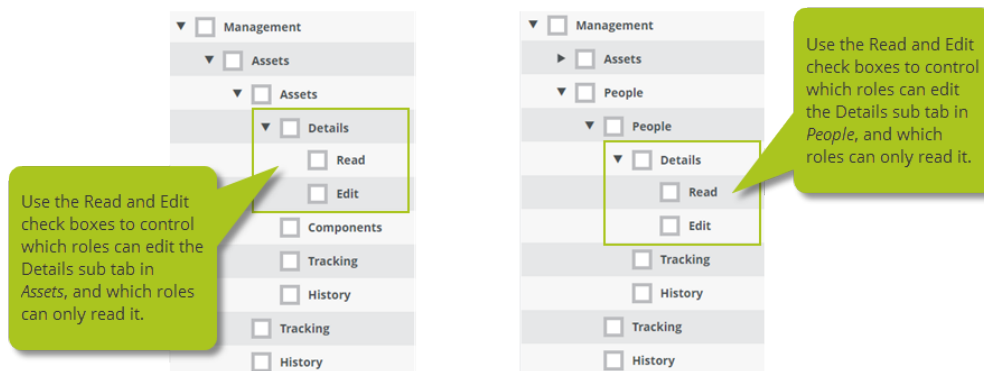 Management
Assets
Assets
Details
Read
Edit
Components
Tracking
History
Tracking
History
Use the Read and Edit
check boxes to control
which roles can edit the
Details sub tab in
Assets, and which roles
can only read it.
Management
Assets
People
People
Details
Read
Edit
Tracking
History
Tracking
History
Use the Read and Edit
check boxes to control
which roles can edit
the Details sub tab in
People, and which
roles can only read it.